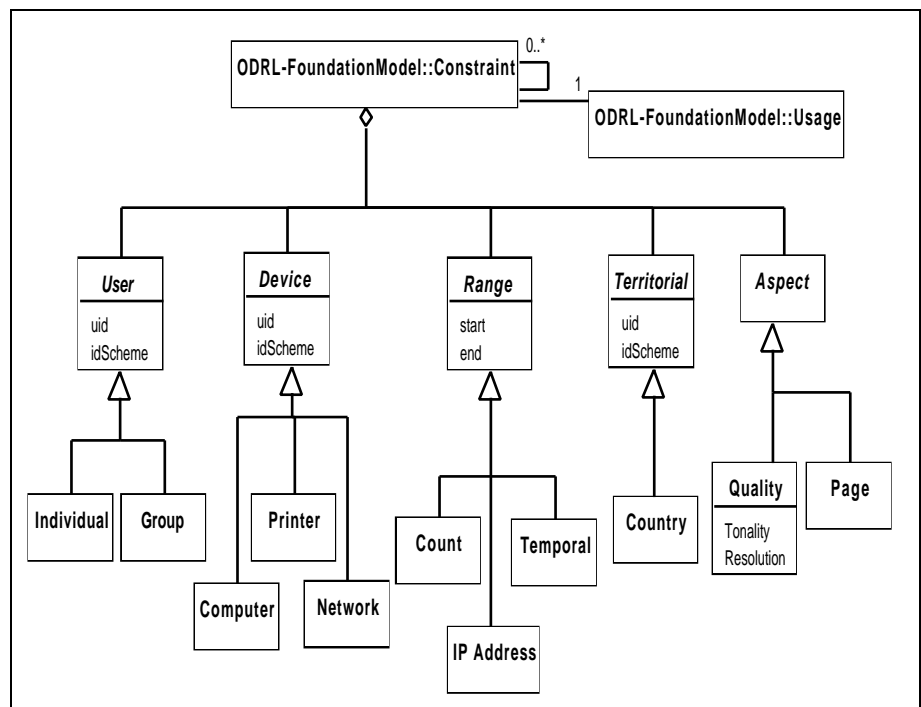 0..*
ODRL-FoundationModel::Constraint
1
ODRL-FoundationModel::Usage
User
uid
idScheme
Device
uid
idScheme
Range
start
end
Territorial
uid
idScheme
Aspect
Individual
Group
Printer
Computer
Network
Count
Temporal
IP Address
Country
Quality
Tonality
Resolution
Page